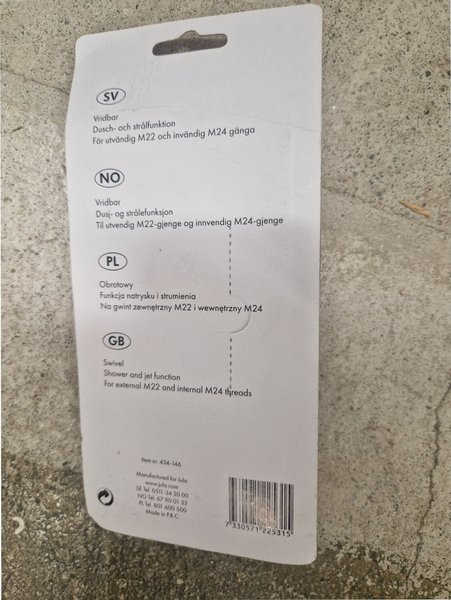 SV
Vridbar
Dusch- och strålfunktion
För utvändig M22 och invändig M24 gänga
NO
Vridbar
Dusj- og strålefunksjon
Til utvendig M22-gjenge og innvendig M24-gjenge
PL
Obrotowy
Funkcja natrysku i strumienia
Na gwint zewnętrzny M22 i wewnętrzny M24
GB
Swivel
Shower and jet function
For external M22 and internal M24 threads
Item nr. 434-146
Manufactured for Jula
www.jula.com
SE Tel. 0511-34 20 00
NO Tel. 67 90 01 33
PL Tel. 801 600 500
Made in P.R.C.
7 330571 225315